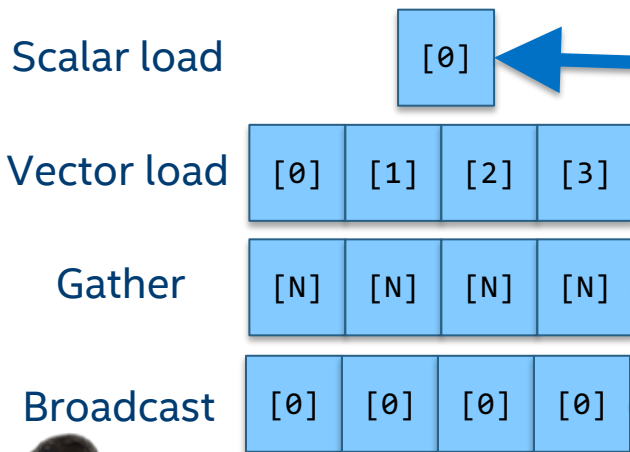 Scalar load [0]
Vector load [0] [1] [2] [3]
Gather [N] [N] [N] [N]
Broadcast [0] [0] [0] [0]